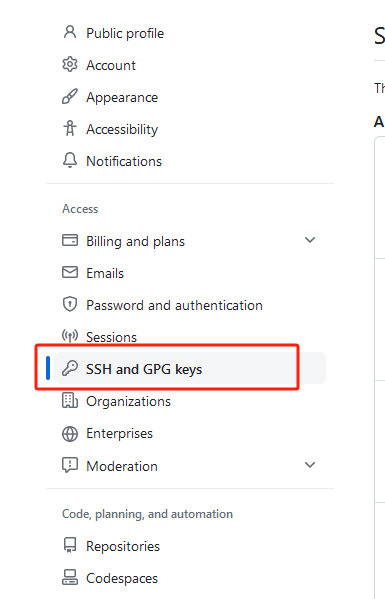 Public profile
Account
Appearance
Accessibility
Notifications
Access
Billing and plans
Emails
Password and authentication
Sessions
SSH and GPG keys
Organizations
Enterprises
Moderation
Code, planning, and automation
Repositories
Codespaces
S
Th
A